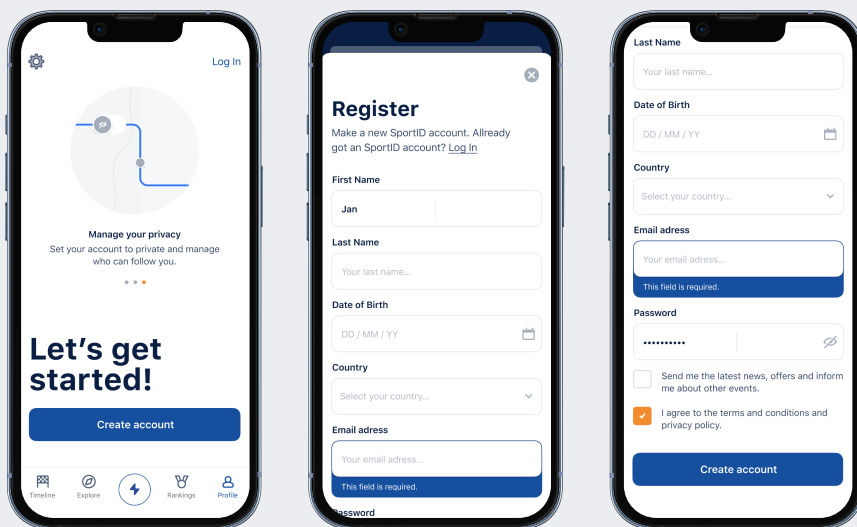 Log In
Manage your privacy
Set your account to private and manage
who can follow you.
Let's get
started!
Create account
Timeline
Explore
Rankings
Profile
Register
Make a new SportID account. Allready
got an SportID account? Log In
First Name
Jan
Last Name
Your last name...
Date of Birth
DD / MM / YY
Country
Select your country...
Email adress
Your email adress...
This field is required.
Password
Last Name
Your last name...
Date of Birth
DD / MM / YY
Country
Select your country...
Email adress
Your email adress...
This field is required.
Password
••••••••••
Send me the latest news, offers and inform
me about other events.
I agree to the terms and conditions and
privacy policy.
Create account